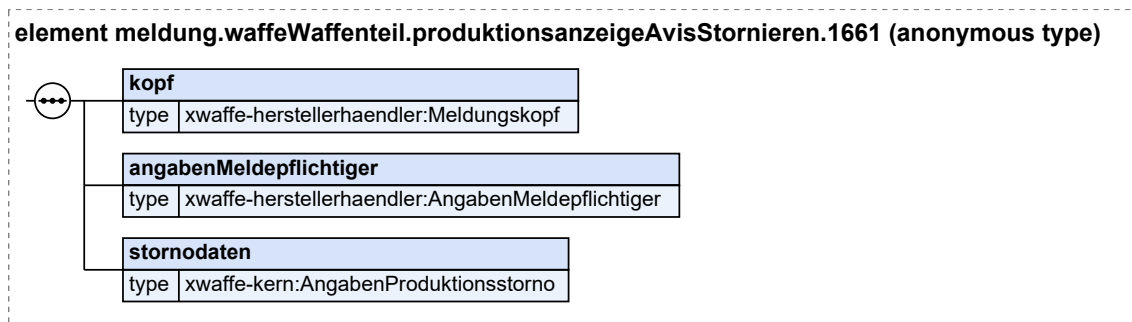 element meldung.waffeWaffenteil.produktionsanzeigeAvisStornieren.1661 (anonymous type)
kopf
type xwaffe-herstellerhaendler:Meldungskopf
angabenMeldepflichtiger
type xwaffe-herstellerhaendler:AngabenMeldepflichtiger
stornodaten
type xwaffe-kern:AngabenProduktionsstorno